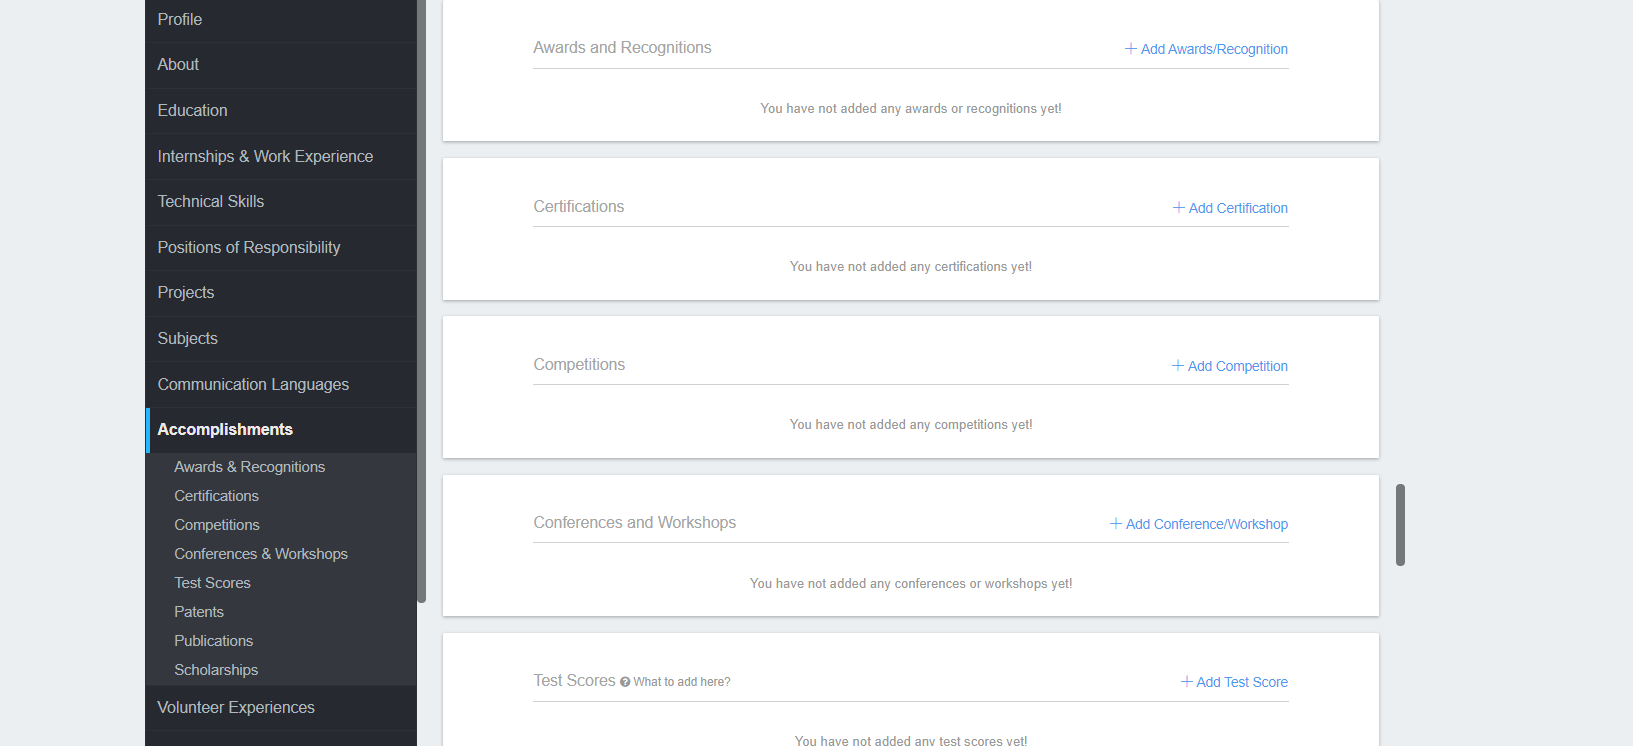 Profile
About
Education
Internships & Work Experience
Technical Skills
Positions of Responsibility
Projects
Subjects
Communication Languages
Accomplishments
Awards & Recognitions
Certifications
Competitions
Conferences & Workshops
Test Scores
Patents
Publications
Scholarships
Volunteer Experiences
Awards and Recognitions
+ Add Awards/Recognition
You have not added any awards or recognitions yet!
Certifications
+ Add Certification
You have not added any certifications yet!
Competitions
+ Add Competition
You have not added any competitions yet!
Conferences and Workshops
+ Add Conference/Workshop
You have not added any conferences or workshops yet!
Test Scores ? What to add here?
+ Add Test Score
You have not added any test scores yet!